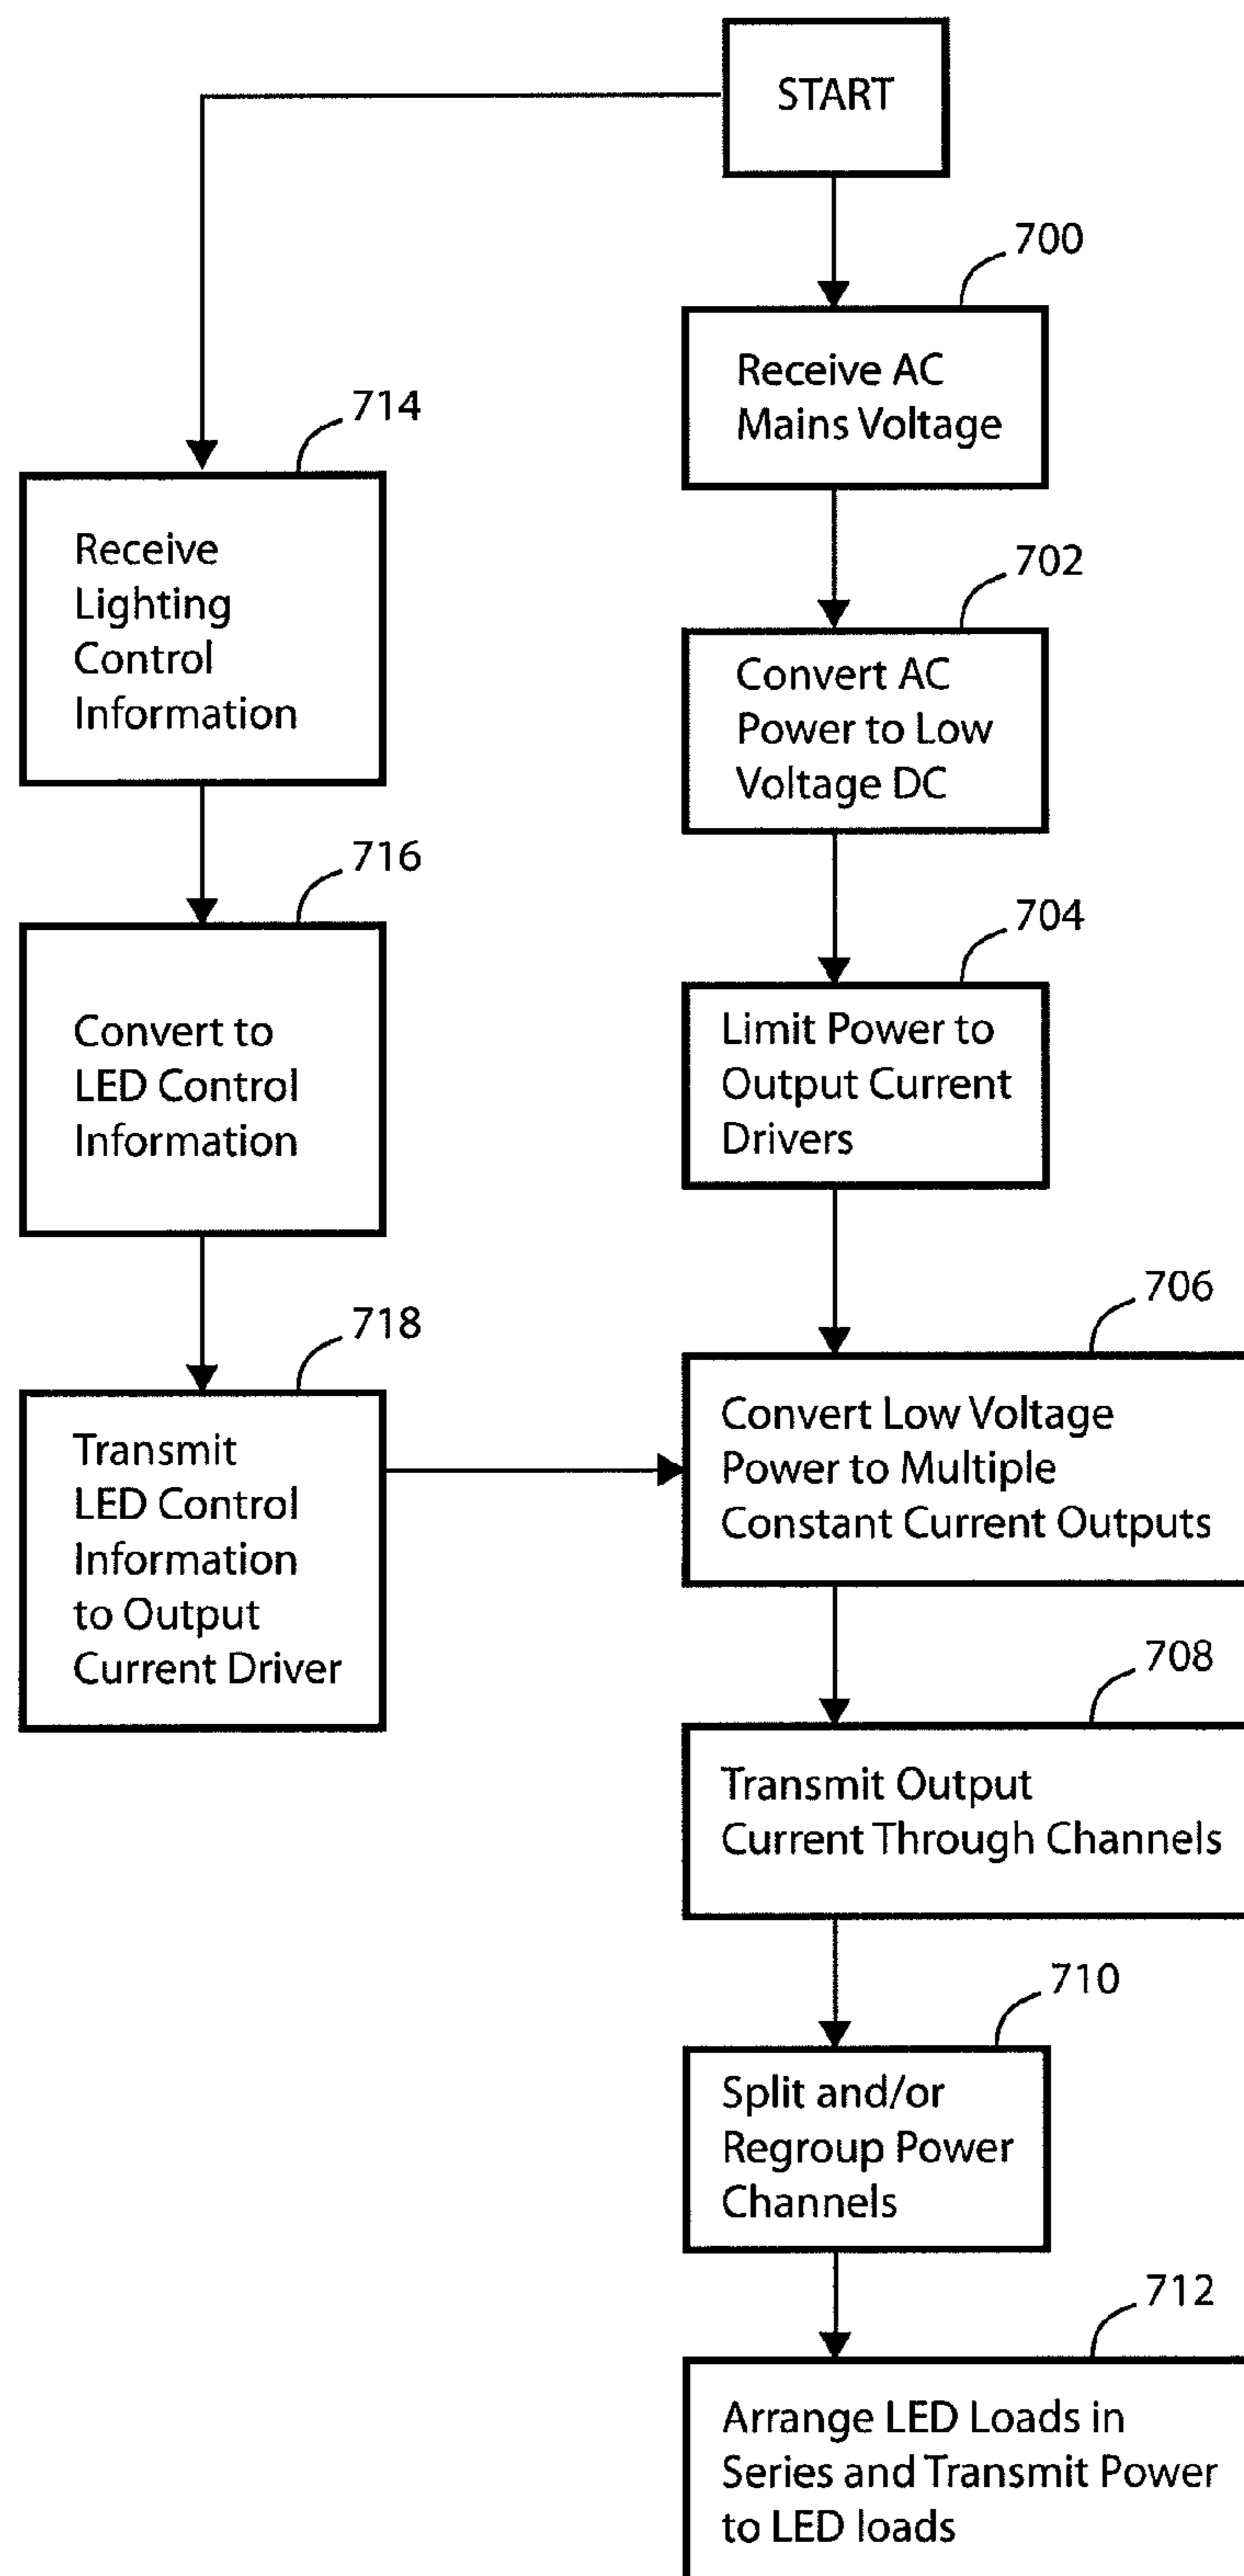 START
700
Receive AC
Mains Voltage
714
Receive
Lighting
Control
Information
702
Convert AC
Power to Low
Voltage DC
716
Convert to
LED Control
Information
704
Limit Power to
Output Current
Drivers
718
Transmit
LED Control
Information
to Output
Current Driver
706
Convert Low Voltage
Power to Multiple
Constant Current Outputs
708
Transmit Output
Current Through Channels
710
Split and/or
Regroup Power
Channels
712
Arrange LED Loads in
Series and Transmit Power
to LED loads